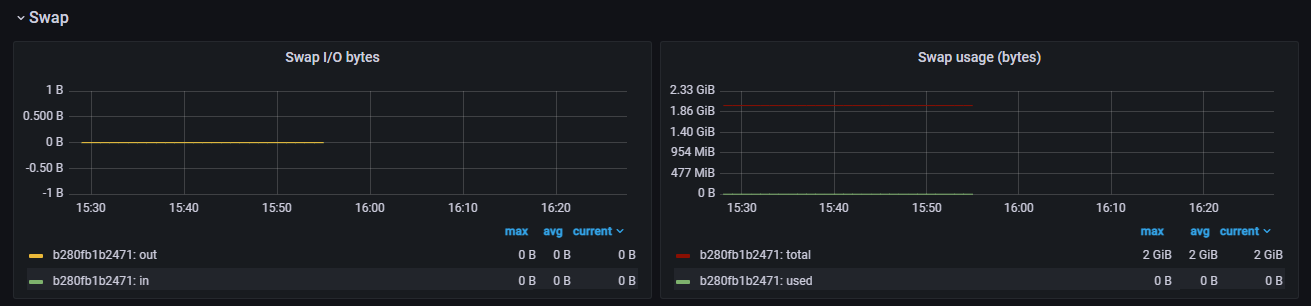 Swap
Swap I/O bytes
1 B
0.500 B
0 B
-0.50 B
-1 B
15:30 15:40 15:50 16:00 16:10 16:20
max avg current
b280fb1b2471: out 0 B 0 B 0 B
b280fb1b2471: in 0 B 0 B 0 B
Swap usage (bytes)
2.33 GiB
1.86 GiB
1.40 GiB
954 MiB
477 MiB
0 B
15:30 15:40 15:50 16:00 16:10 16:20
max avg current
b280fb1b2471: total 2 GiB 2 GiB 2 GiB
b280fb1b2471: used 0 B 0 B 0 B